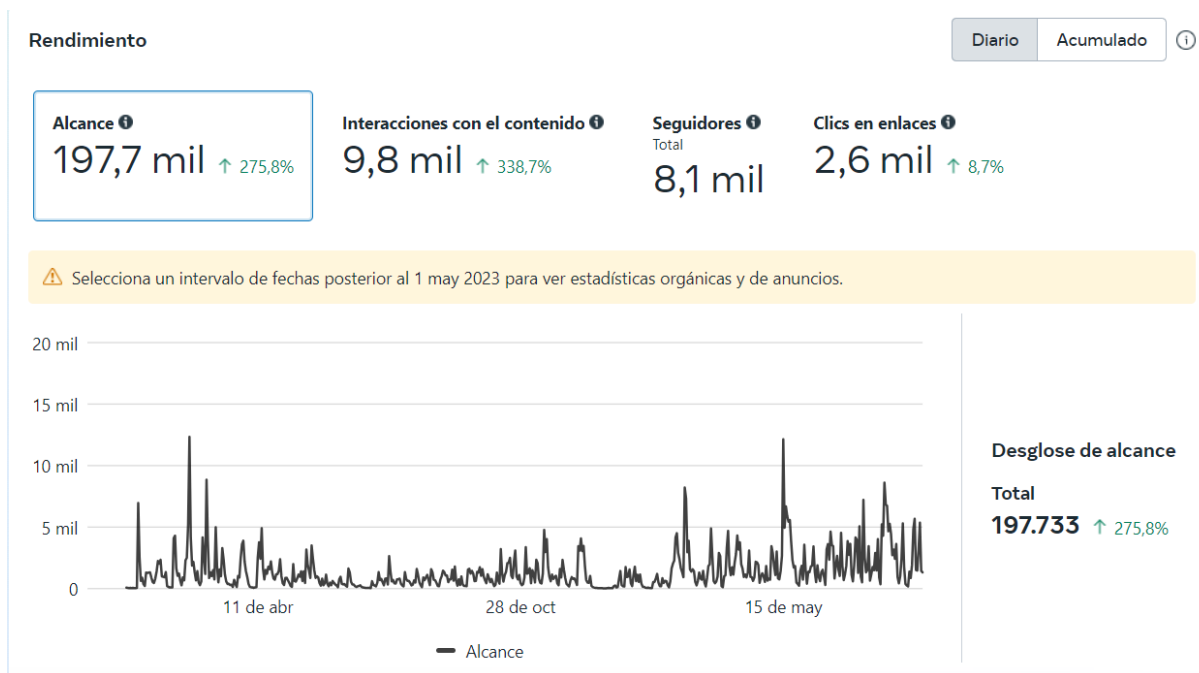 Rendimiento
Diario
Acumulado
Alcance
197,7 mil ↑ 275,8%
Interacciones con el contenido
9,8 mil ↑ 338,7%
Seguidores
Total
8,1 mil
Clics en enlaces
2,6 mil ↑ 8,7%
Selecciona un intervalo de fechas posterior al 1 may 2023 para ver estadísticas orgánicas y de anuncios.
20 mil
15 mil
10 mil
5 mil
0
11 de abr
28 de oct
15 de may
Alcance
Desglose de alcance
Total
197.733 ↑ 275,8%